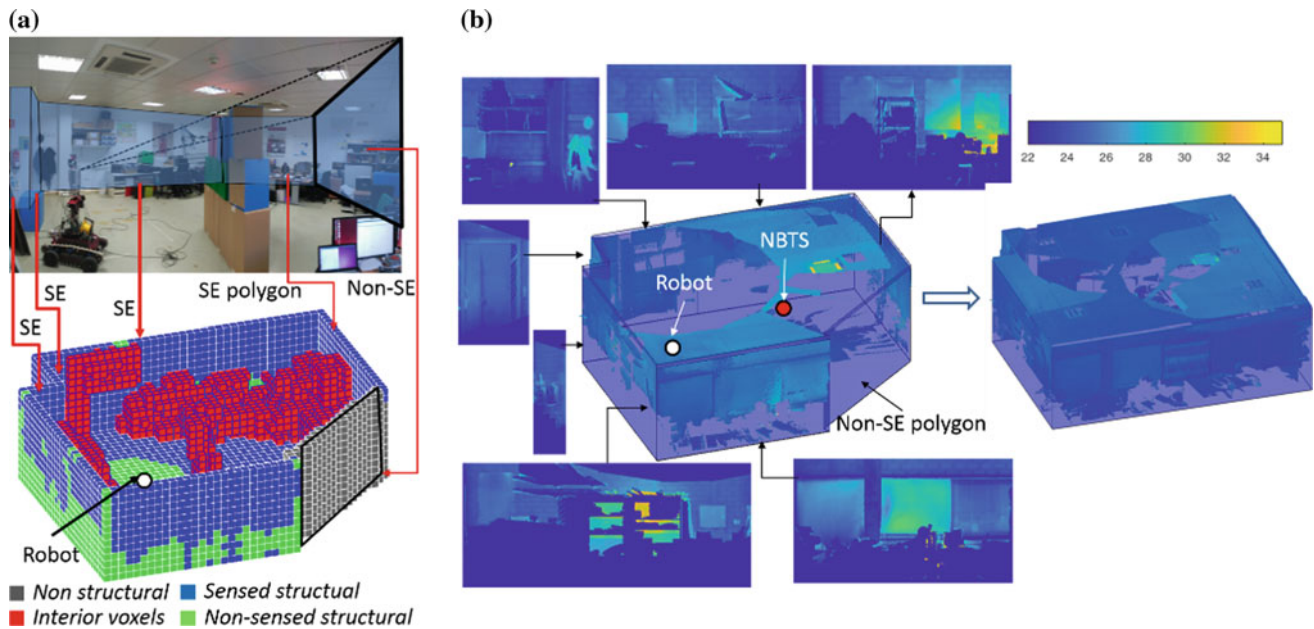 (a)
SE
SE
SE
SE polygon
Non-SE
Robot
Non structural
Sensed structual
Interior voxels
Non-sensed structural
(b)
22 24 26 28 30 32 34
NBTS
Robot
Non-SE polygon